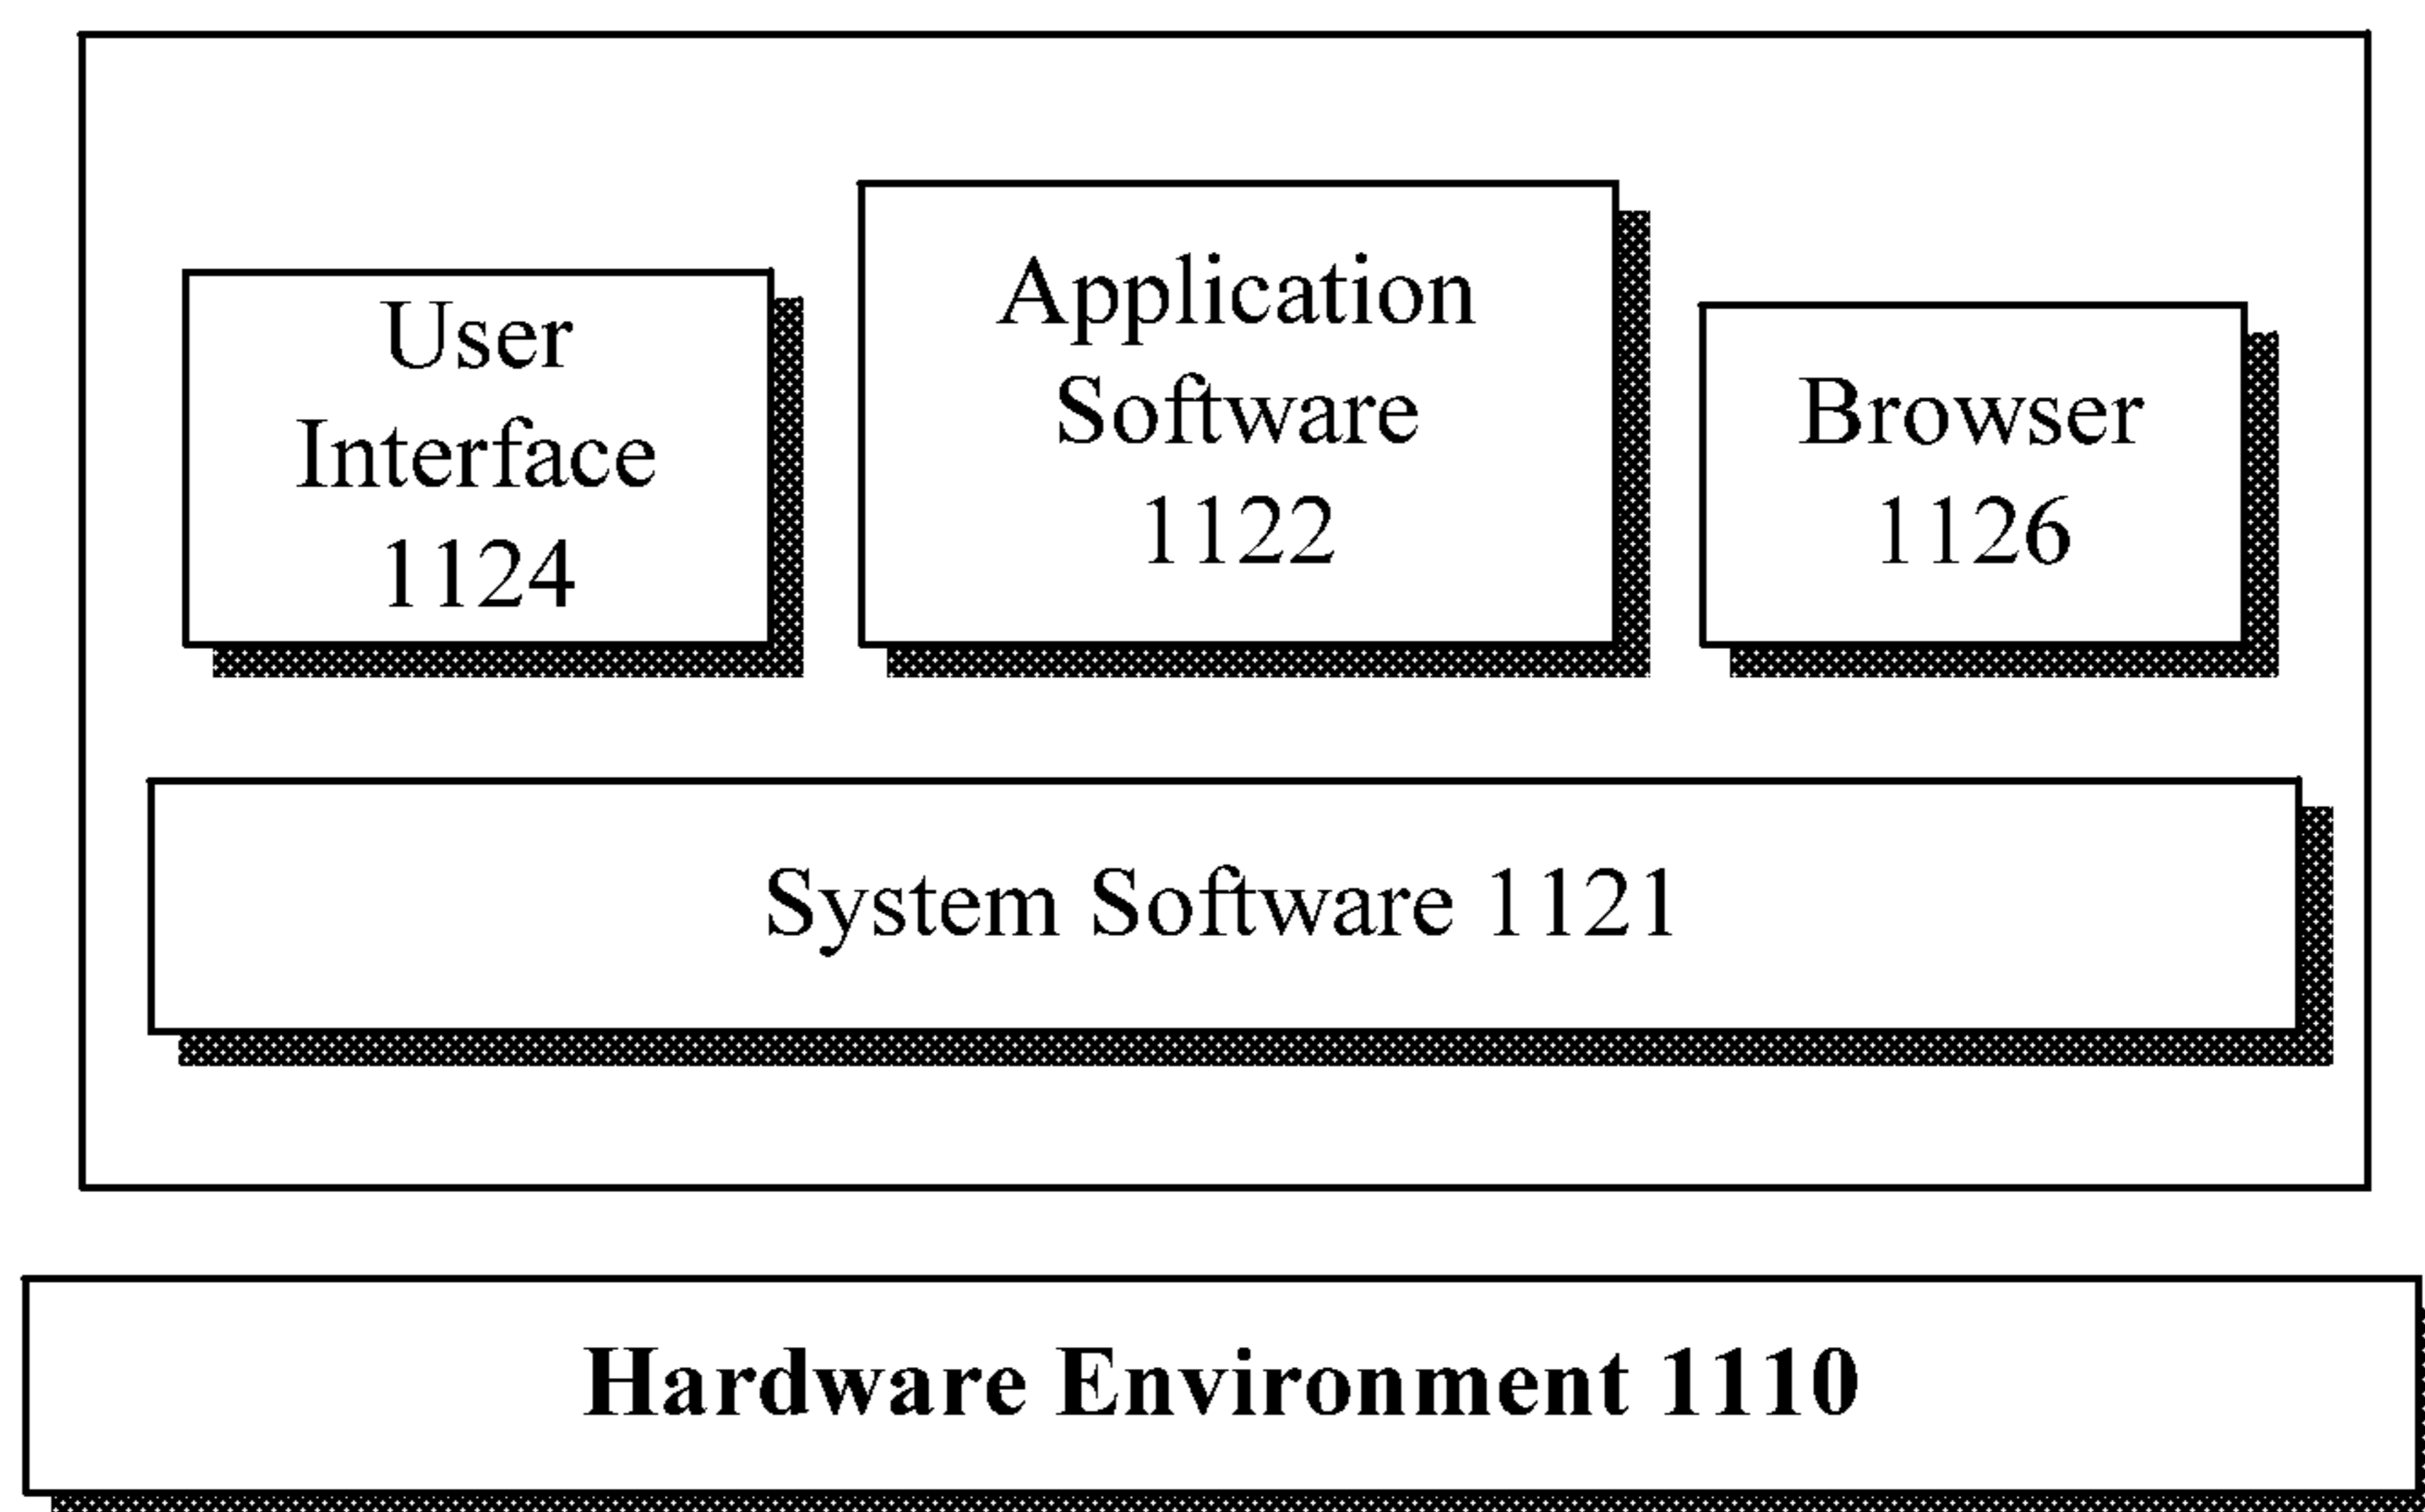 User
Interface
1124
Application
Software
1122
Browser
1126
System Software 1121
Hardware Environment 1110